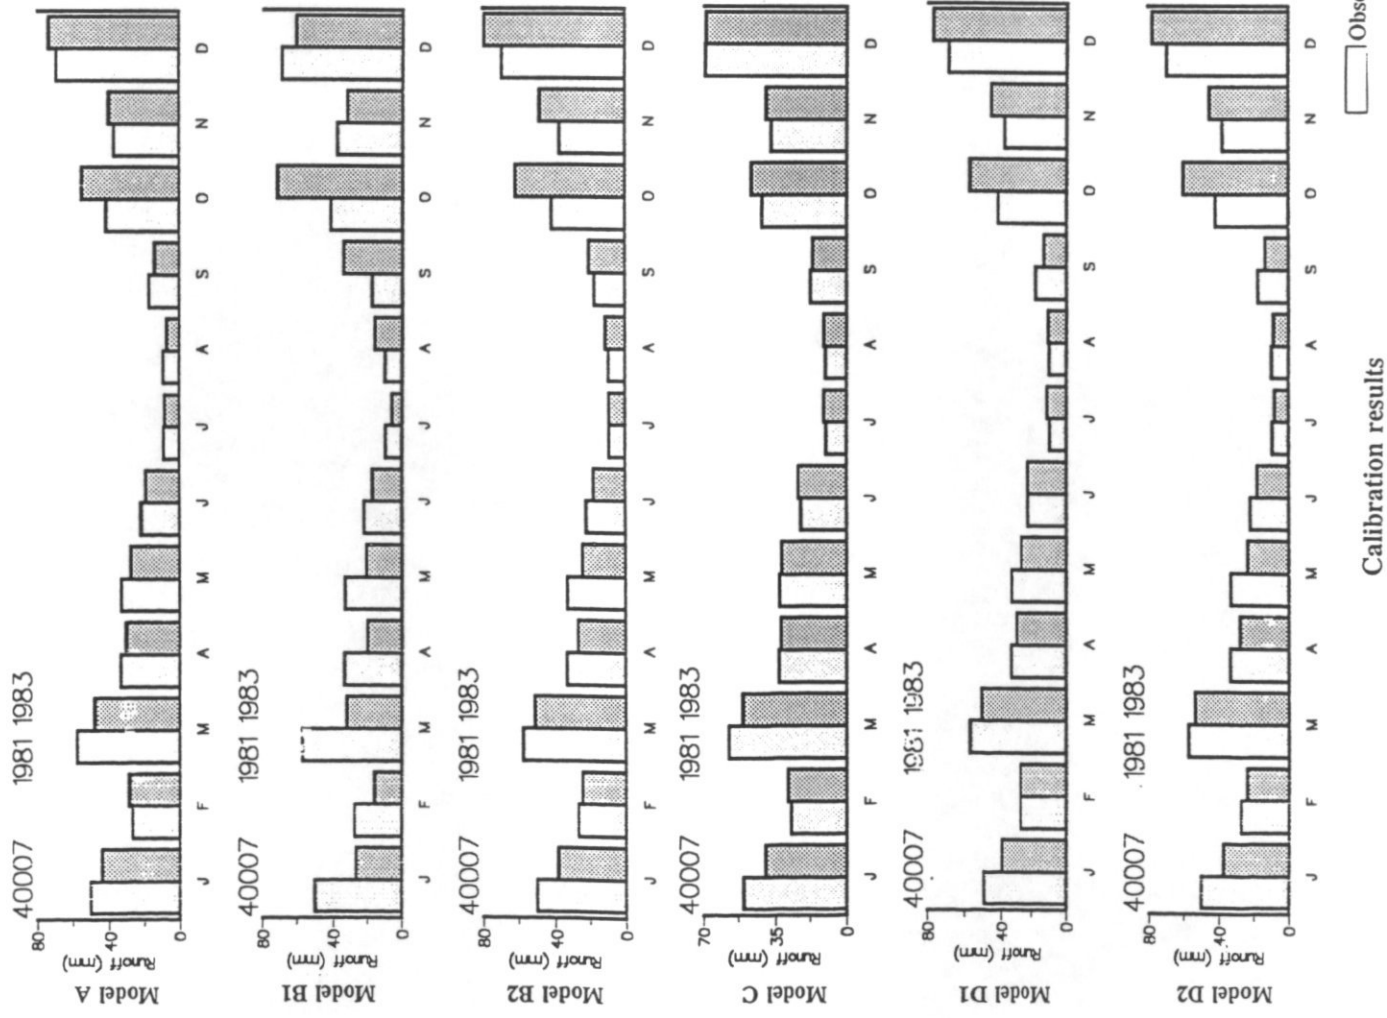 40007 1981 1983
Model A
Runoff (mm)
80
40
0
J F M A M J J A S O N D
40007 1981 1983
Model B1
Runoff (mm)
80
40
0
J F M A M J J A S O N D
40007 1981 1983
Model B2
Runoff (mm)
80
40
0
J F M A M J J A S O N D
40007 1981 1983
Model C
Runoff (mm)
70
35
0
J F M A M J J A S O N D
40007 1981 1983
Model D1
Runoff (mm)
80
40
0
J F M A M J J A S O N D
40007 1981 1983
Model D2
Runoff (mm)
80
40
0
J F M A M J J A S O N D
Calibration results